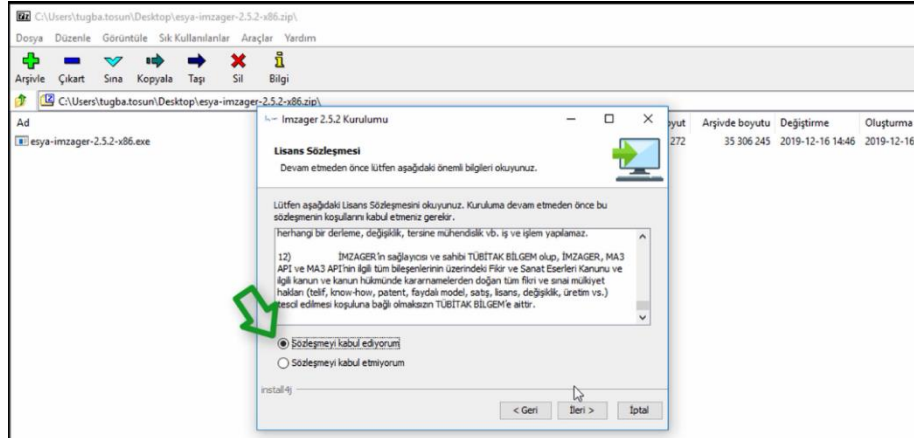 C:\Users\tugba.tosun\Desktop\esya-imzager-2.5.2-x86.zip\
Dosya Düzenle Görüntüle Sık Kullanılanlar Araçlar Yardım
Arşivle Çıkart Sına Kopyala Taşı Sil Bilgi
C:\Users\tugba.tosun\Desktop\esya-imzager-2.5.2-x86.zip\
Ad
oyut Arşivde boyutu Değiştirme Oluşturma
esya-imzager-2.5.2-x86.exe
272 35 306 245 2019-12-16 14:46 2019-12-16
Imzager 2.5.2 Kurulumu
Lisans Sözleşmesi
Devam etmeden önce lütfen aşağıdaki önemli bilgileri okuyunuz.
Lütfen aşağıdaki Lisans Sözleşmesini okuyunuz. Kuruluma devam etmeden önce bu
sözleşmenin koşullarını kabul etmeniz gerekir.
herhangi bir derleme, değişiklik, tersine mühendislik vb. iş ve işlem yapılamaz.
12) İMZAGER'in sağlayıcısı ve sahibi TÜBİTAK BİLGEM olup, İMZAGER, MA3
API ve MA3 API'nin ilgili tüm bileşenlerinin üzerindeki Fikir ve Sanat Eserleri Kanunu ve
ilgili kanun ve kanun hükmünde kararnamelerden doğan tüm fikri ve sınai mülkiyet
hakları (telif, know-how, patent, faydalı model, satış, lisans, değişiklik, üretim vs.)
tescil edilmesi koşuluna bağlı olmaksızın TÜBİTAK BİLGEM'e aittir.
Sözleşmeyi kabul ediyorum
Sözleşmeyi kabul etmiyorum
install4j
< Geri İleri > İptal